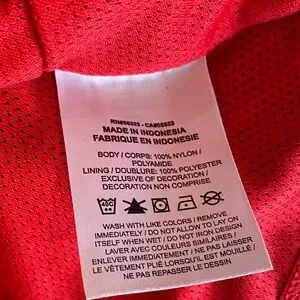 RN#56323 - CA#05553
MADE IN INDONESIA
FABRIQUE EN INDONESIE
BODY / CORPS: 100% NYLON /
POLYAMIDE
LINING / DOUBLURE: 100% POLYESTER
EXCLUSIVE OF DECORATION /
DECORATION NON COMPRISE
WASH WITH LIKE COLORS / REMOVE
IMMEDIATELY / DO NOT ALLOW TO LAY ON
ITSELF WHEN WET / DO NOT IRON DESIGN
LAVER AVEC COULEURS SIMILAIRES /
ENLEVER IMMÉDIATEMENT / NE PAS LAISSER
LE VÊTEMENT PLIÉ LORSQU'IL EST MOUILLÉ /
NE PAS REPASSER LE DESSIN